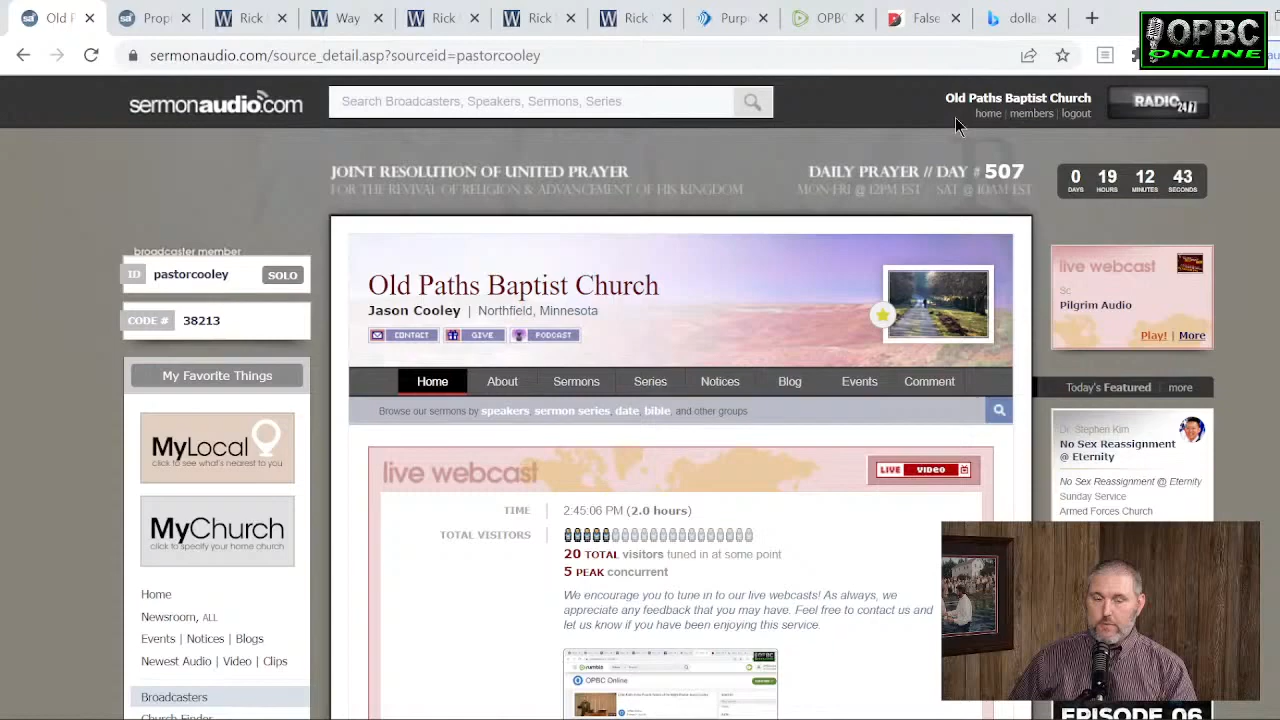 Prop
Rick
Way
Rick
Rick
Rick
Purp
OPBC
False
dolla
OPBC
ONLINE
sermonaudio.com/source_detail.asp?sourceid=pas
sermonaudio.com
Search Broadcasters, Speakers, Sermons, Series
Old Paths Baptist Church
home | members | logout
RADIO 24/7
JOINT RESOLUTION OF UNITED PRAYER
FOR THE REVIVAL OF RELIGION & ADVANCEMENT OF HIS KINGDOM
DAILY PRAYER // DAY # 507
MON-FRI @ 12PM EST // SAT @ 10AM EST
0 19 12 43
DAYS HOURS MINUTES SECONDS
broadcaster member
ID pastorcooley SOLO
CODE # 38213
My Favorite Things
MyLocal
click to see what's nearest to you
MyChurch
click to specify your home church
Home
Newsroom, ALL
Events | Notices | Blogs
Newest Audio | Video | Clips
Broadcasters
Church Finder
Old Paths Baptist Church
Jason Cooley | Northfield, Minnesota
CONTACT GIVE PODCAST
Home About Sermons Series Notices Blog Events Comment
Browse our sermons by speakers, sermon series, date, bible, and other groups
live webcast
LIVE VIDEO
TIME 2:45:06 PM (2.0 hours)
TOTAL VISITORS
20 TOTAL visitors tuned in at some point
5 PEAK concurrent
We encourage you to tune in to our live webcasts! As always, we
appreciate any feedback that you may have. Feel free to contact us and
let us know if you have been enjoying this service.
rumble
OPBC Online
live webcast
Sc
Pilgrim Audio
Play! | More
Today's Featured | more
Dr. Stephen Kim
No Sex Reassignment
@ Eternity
No Sex Reassignment @ Eternity
Sunday Service
Armed Forces Church
EPISODE 06